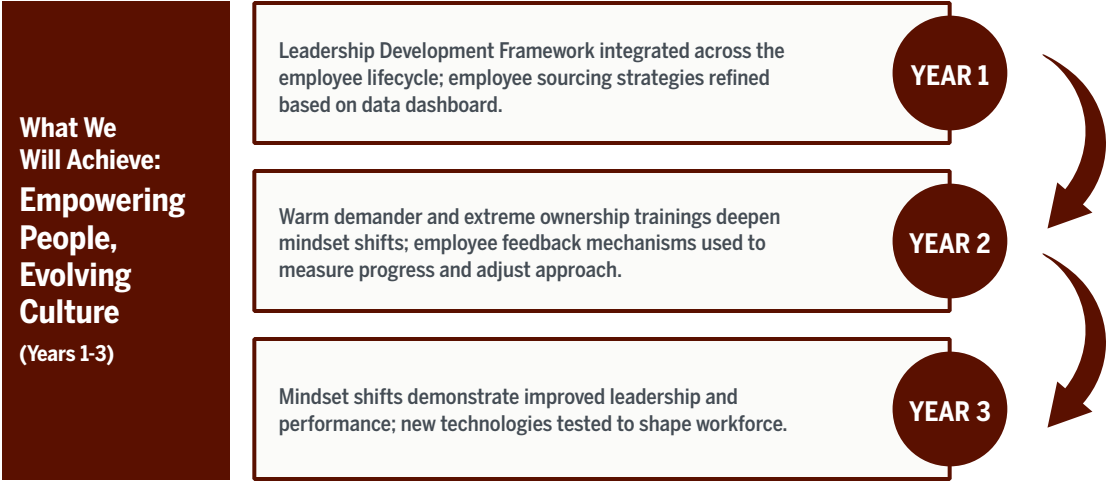 What We
Will Achieve:
Empowering
People,
Evolving
Culture
(Years 1-3)
Leadership Development Framework integrated across the
employee lifecycle; employee sourcing strategies refined
based on data dashboard.
YEAR 1
Warm demander and extreme ownership trainings deepen
mindset shifts; employee feedback mechanisms used to
measure progress and adjust approach.
YEAR 2
Mindset shifts demonstrate improved leadership and
performance; new technologies tested to shape workforce.
YEAR 3